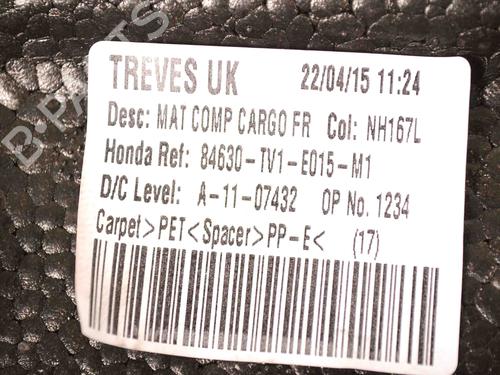 TREVES UK 22/04/15 11:24
Desc: MAT COMP CARGO FR Col: NH167L
Honda Ref: 84630-TV1-E015-M1
D/C Level: A-11-07432 OP No. 1234
Carpet>PET<Spacer>PP-E< (17)